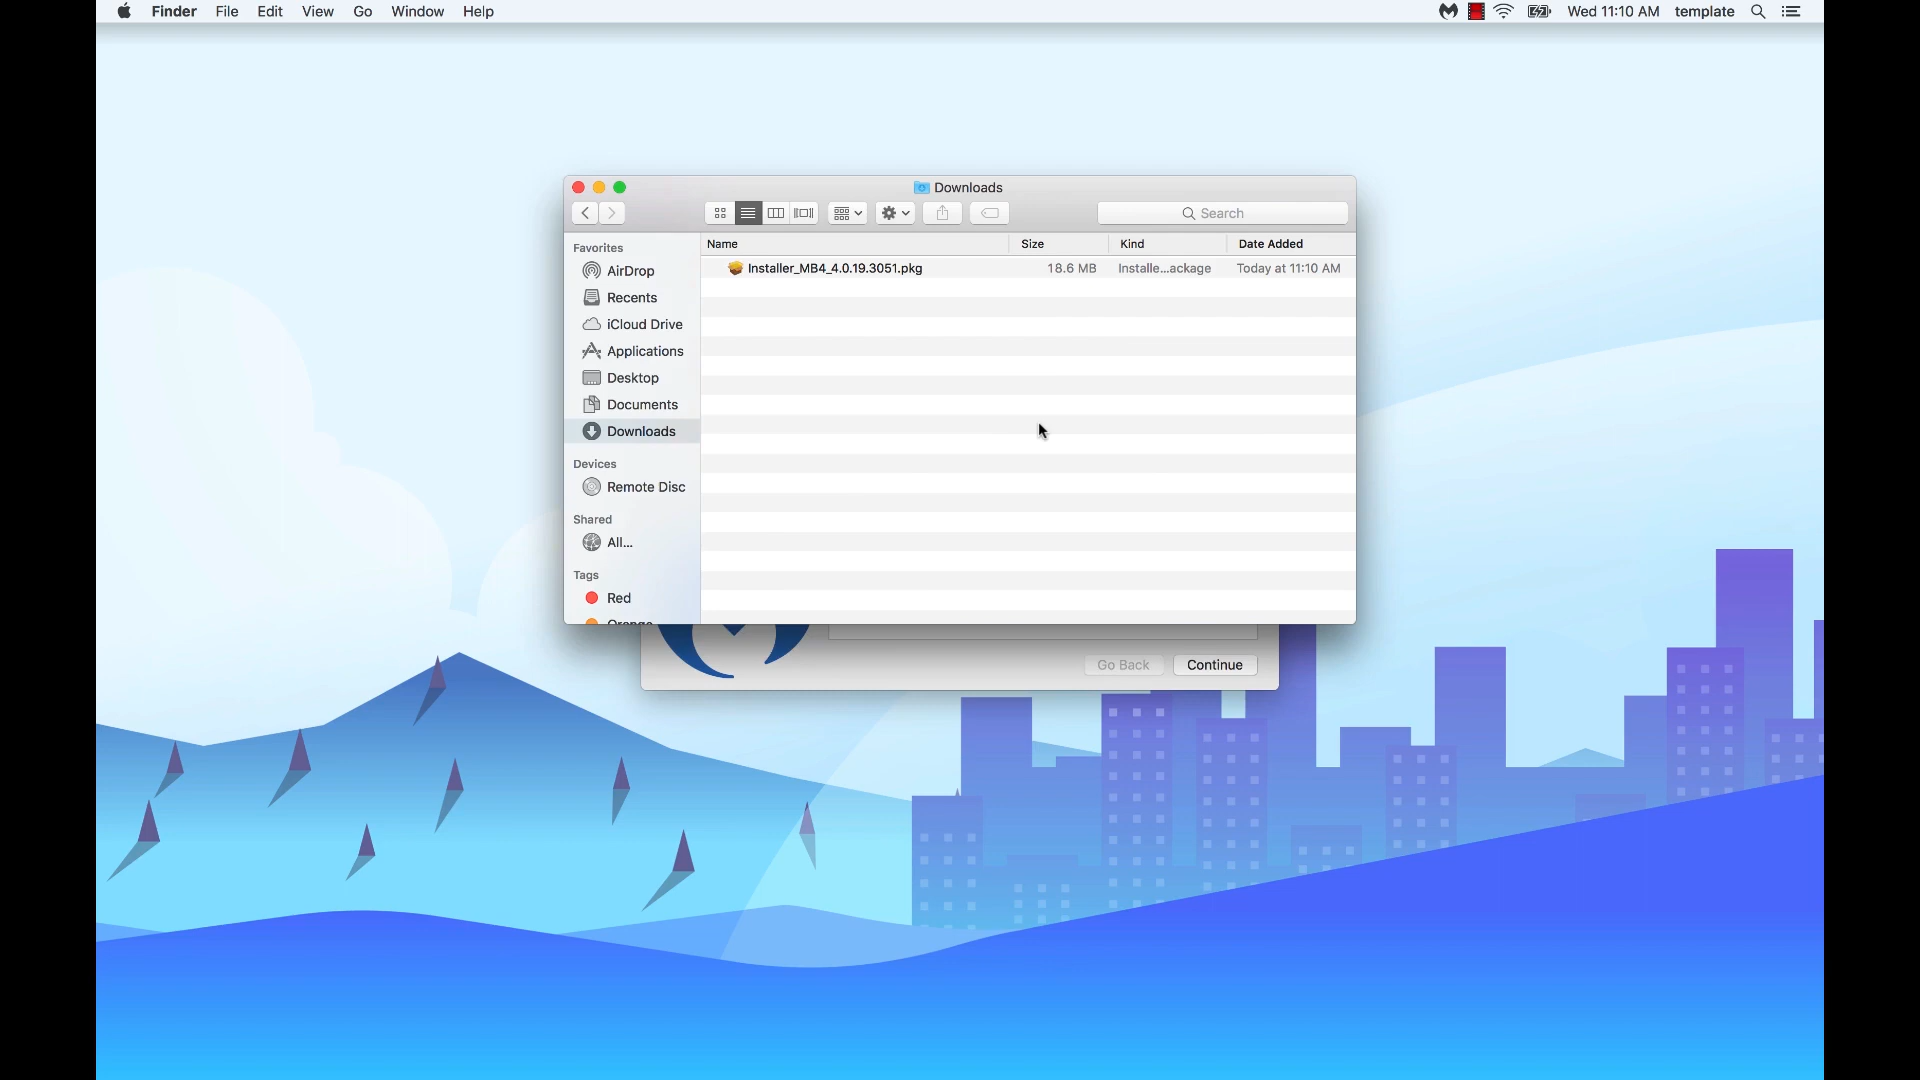 Finder File Edit View Go Window Help Wed 11:10 AM template
Downloads
Search
Favorites
AirDrop
Recents
iCloud Drive
Applications
Desktop
Documents
Downloads
Devices
Remote Disc
Shared
All...
Tags
Red
Orange
Name Size Kind Date Added
Installer_MB4_4.0.19.3051.pkg 18.6 MB Installe...ackage Today at 11:10 AM
Go Back Continue